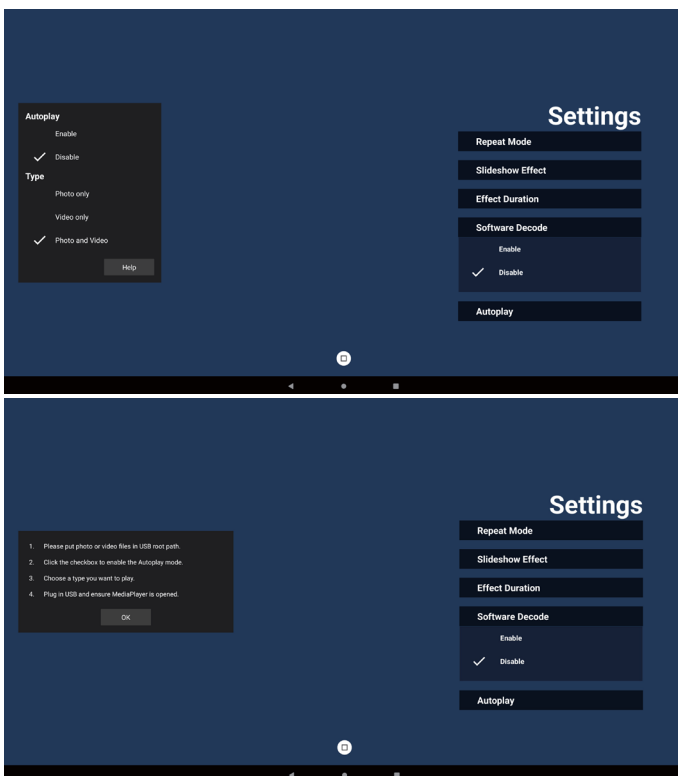 Autoplay
Enable
Disable
Type
Photo only
Video only
Photo and Video
Help
Settings
Repeat Mode
Slideshow Effect
Effect Duration
Software Decode
Enable
Disable
Autoplay
1. Please put photo or video files in USB root path.
2. Click the checkbox to enable the Autoplay mode.
3. Choose a type you want to play.
4. Plug in USB and ensure MediaPlayer is opened.
OK
Settings
Repeat Mode
Slideshow Effect
Effect Duration
Software Decode
Enable
Disable
Autoplay